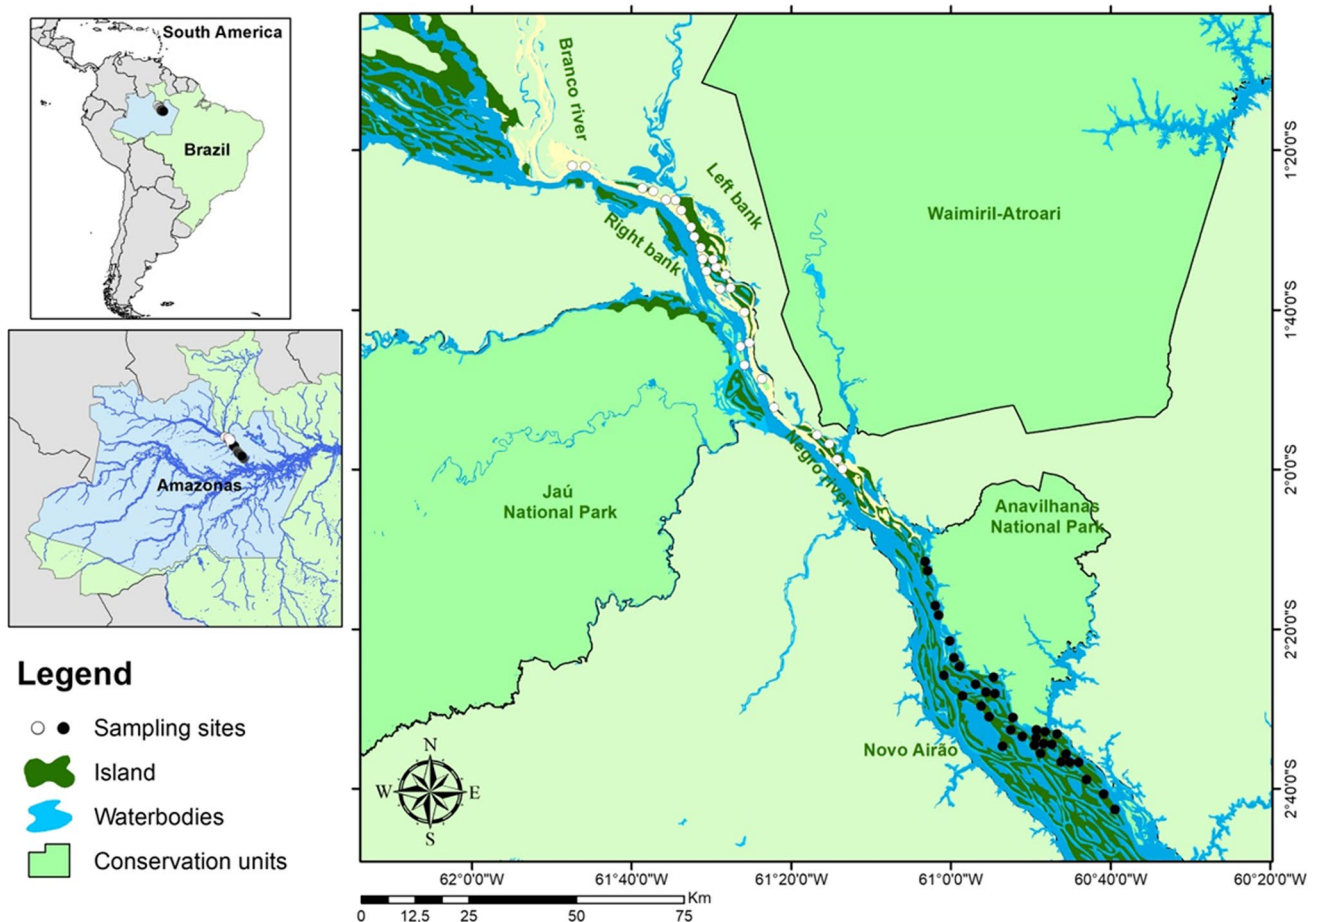 South America
Brazil
Amazonas
Legend
Sampling sites
Island
Waterbodies
Conservation units
Branco river
Left bank
Right bank
Waimiril-Atroari
Negro river
Jaú
National Park
Anavilhanas
National Park
Novo Airão
N
W E
S
1°20'0"S
1°40'0"S
2°0'0"S
2°20'0"S
2°40'0"S
62°0'0"W 61°40'0"W 61°20'0"W 61°0'0"W 60°40'0"W 60°20'0"W
Km
0 12.5 25 50 75